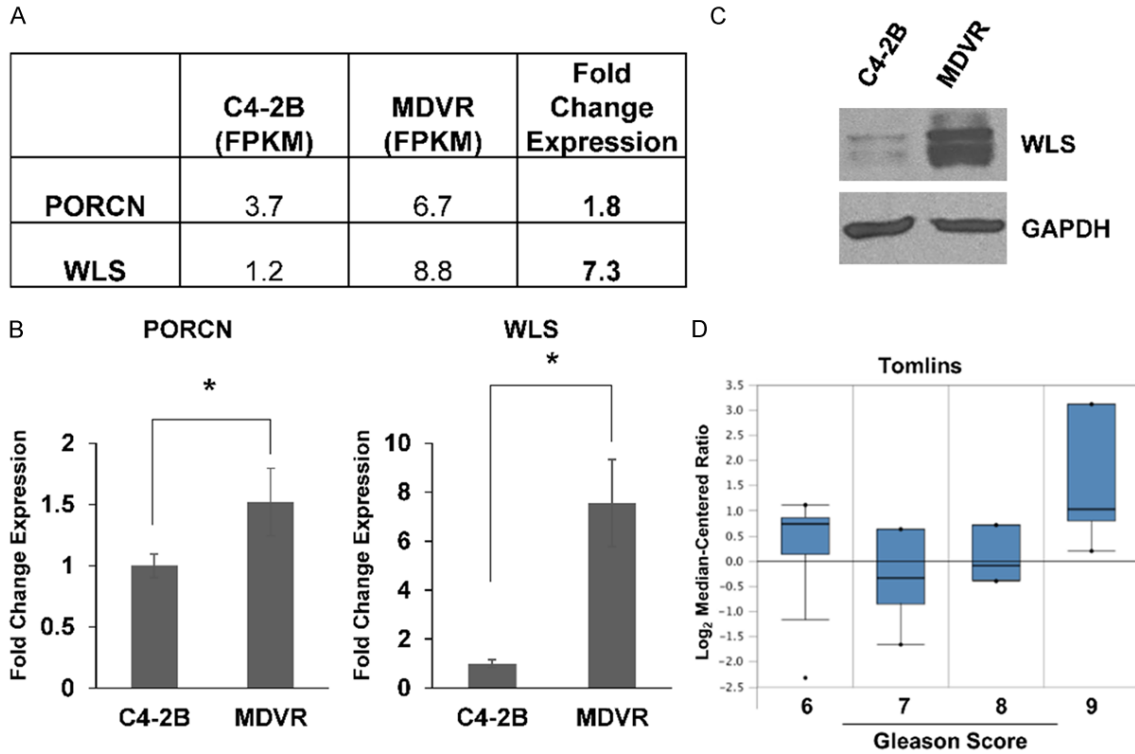 A
C4-2B
(FPKM)
MDVR
(FPKM)
Fold
Change
Expression
PORCN 3.7 6.7 1.8
WLS 1.2 8.8 7.3
B
PORCN
*
Fold Change Expression
2
1.5
1
0.5
0
C4-2B MDVR
WLS
*
Fold Change Expression
10
8
6
4
2
0
C4-2B MDVR
C
C4-2B MDVR
WLS
GAPDH
D
Tomlins
Log2 Median-Centered Ratio
3.5
3.0
2.5
2.0
1.5
1.0
0.5
0.0
-0.5
-1.0
-1.5
-2.0
-2.5
6 7 8 9
Gleason Score